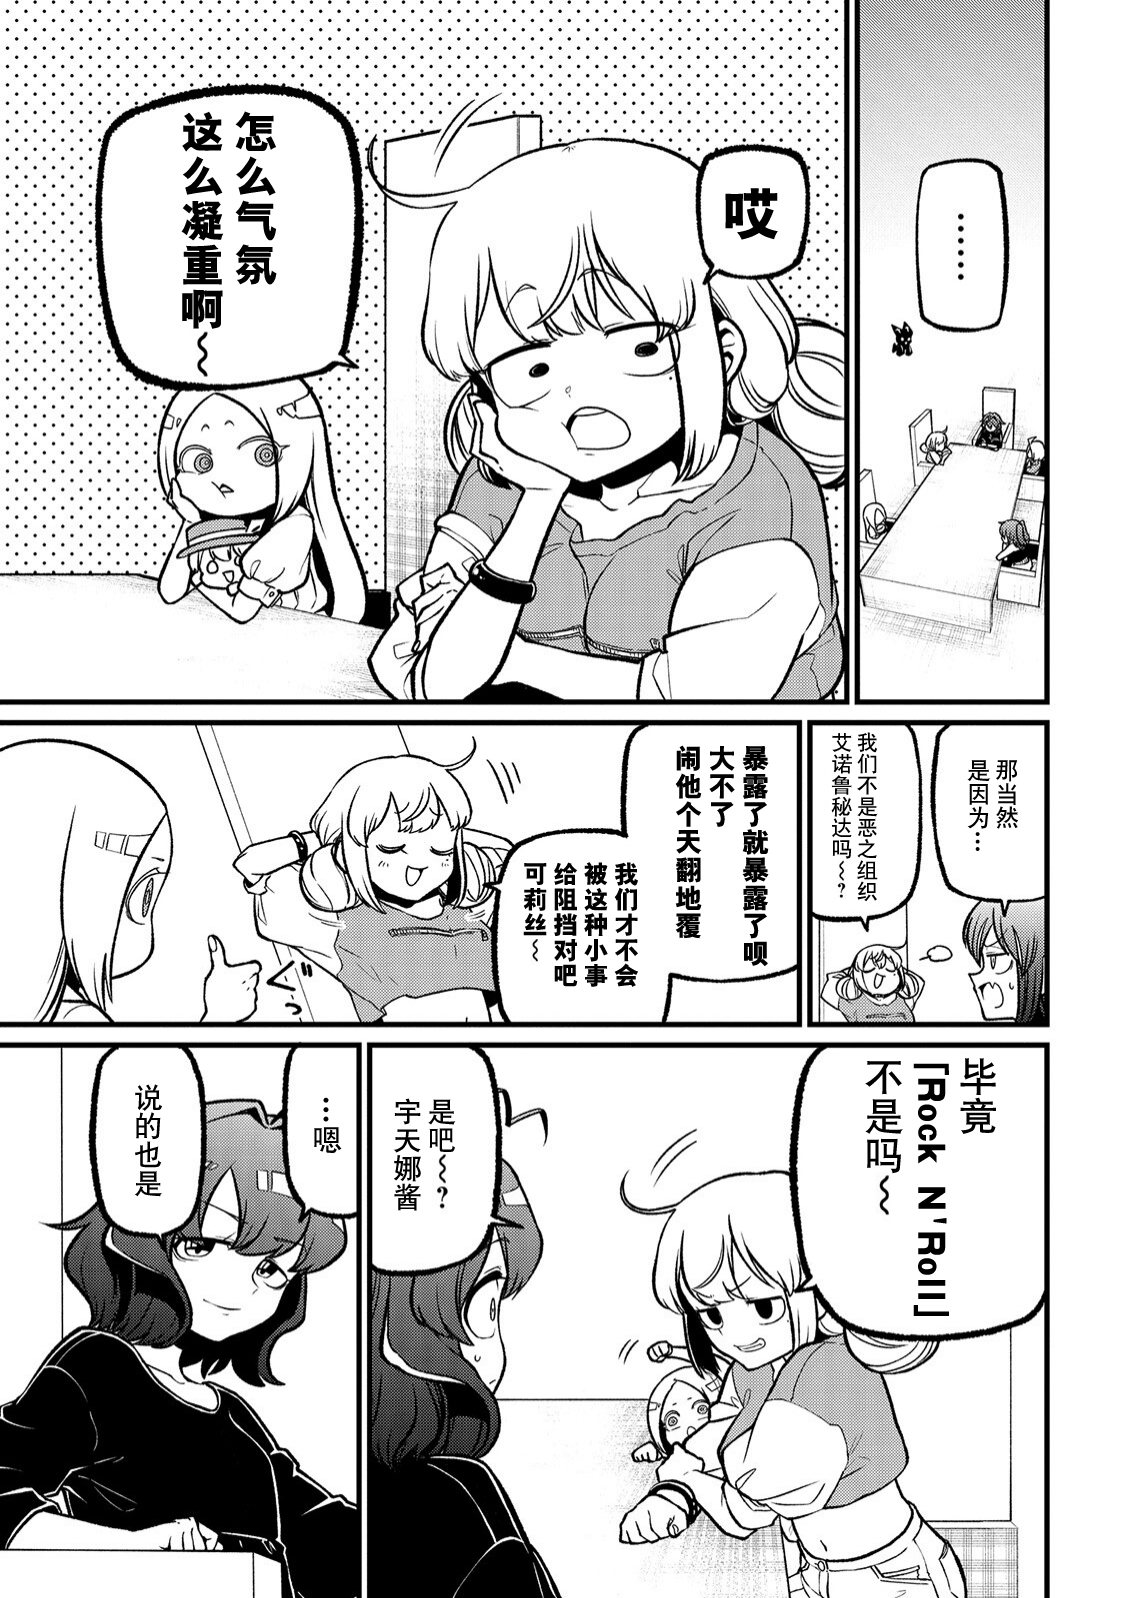 ………
哎
怎么气氛
这么凝重啊～
那当然
是因为…
我们不是恶之组织
艾诺鲁秘达吗～?
暴露了就暴露了呗
大不了
闹他个天翻地覆
我们才不会
被这种小事
给阻挡对吧
可莉丝～
ぐっ
毕竟
「Rock N'Roll」
不是吗～
是吧～?
宇天娜酱
…嗯
说的也是